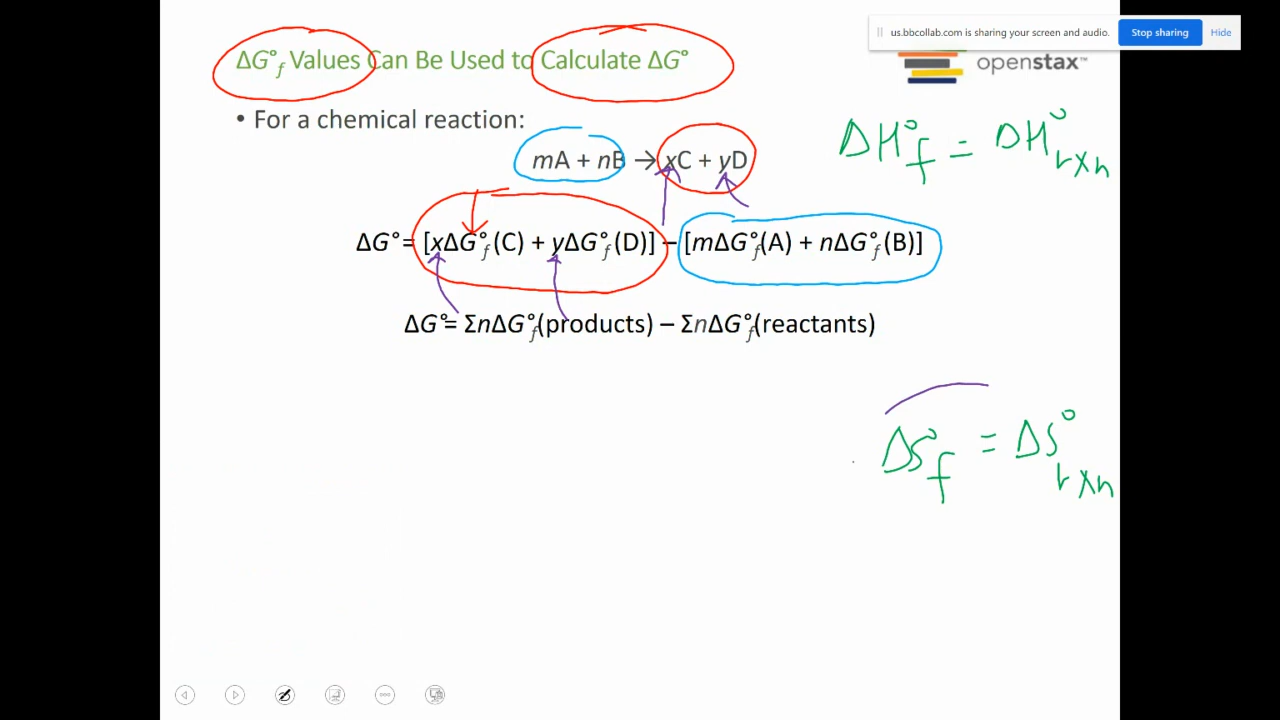 us.bbcollab.com is sharing your screen and audio. Stop sharing Hide
ΔG°f Values Can Be Used to Calculate ΔG°
openstax™
• For a chemical reaction:
mA + nB → xC + yD
ΔH°f = ΔH°rxn
ΔG° = [xΔG°f(C) + yΔG°f(D)] – [mΔG°f(A) + nΔG°f(B)]
ΔG°= ΣnΔG°f(products) – ΣnΔG°f(reactants)
ΔS°f = ΔS°rxn